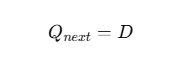 Q_{next} = D